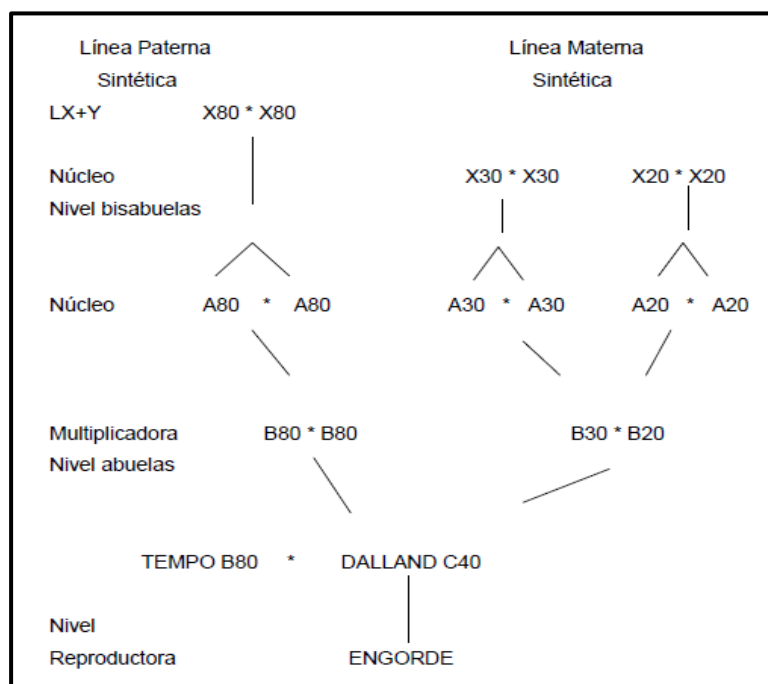 Línea Paterna Línea Materna
Sintética Sintética
LX+Y X80 * X80
Núcleo X30 * X30 X20 * X20
Nivel bisabuelas
Núcleo A80 * A80 A30 * A30 A20 * A20
Multiplicadora B80 * B80 B30 * B20
Nivel abuelas
TEMPO B80 * DALLAND C40
Nivel
Reproductora ENGORDE